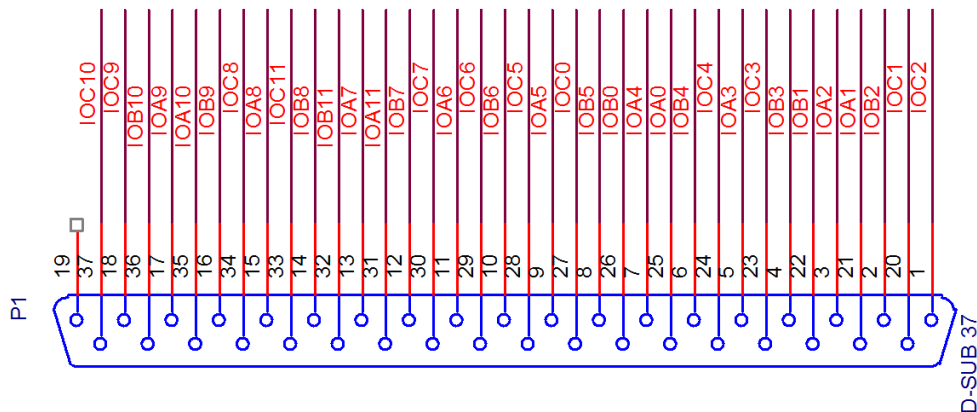 IOC10
IOC9
IOB10
IOA9
IOA10
IOB9
IOC8
IOA8
IOC11
IOB8
IOB11
IOA7
IOA11
IOB7
IOC7
IOA6
IOC6
IOB6
IOC5
IOA5
IOC0
IOB5
IOB0
IOA4
IOA0
IOB4
IOC4
IOA3
IOC3
IOB3
IOB1
IOA2
IOA1
IOB2
IOC1
IOC2
19
37
18
36
17
35
16
34
15
33
14
32
13
31
12
30
11
29
10
28
9
27
8
26
7
25
6
24
5
23
4
22
3
21
2
20
1
P1
D-SUB 37